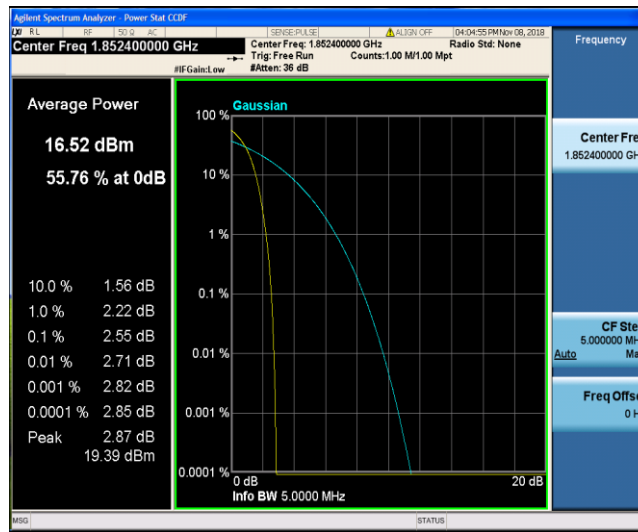 Agilent Spectrum Analyzer - Power Stat CCDF
RL RF 50 Ω AC SENSE:PULSE ALIGN OFF 04:04:55 PM Nov 08, 2018
Center Freq 1.852400000 GHz
Center Freq: 1.852400000 GHz Radio Std: None
Trig: Free Run Counts:1.00 M/1.00 Mpt
#IFGain:Low #Atten: 36 dB
Frequency
Average Power
16.52 dBm
55.76 % at 0dB
10.0 % 1.56 dB
1.0 % 2.22 dB
0.1 % 2.55 dB
0.01 % 2.71 dB
0.001 % 2.82 dB
0.0001 % 2.85 dB
Peak 2.87 dB
19.39 dBm
Gaussian
100 %
10 %
1 %
0.1 %
0.01 %
0.001 %
0.0001 %
0 dB 20 dB
Info BW 5.0000 MHz
Center Fre
1.852400000 GH
CF Ste
5.000000 MH
Auto Ma
Freq Offs
0 H
MSG STATUS